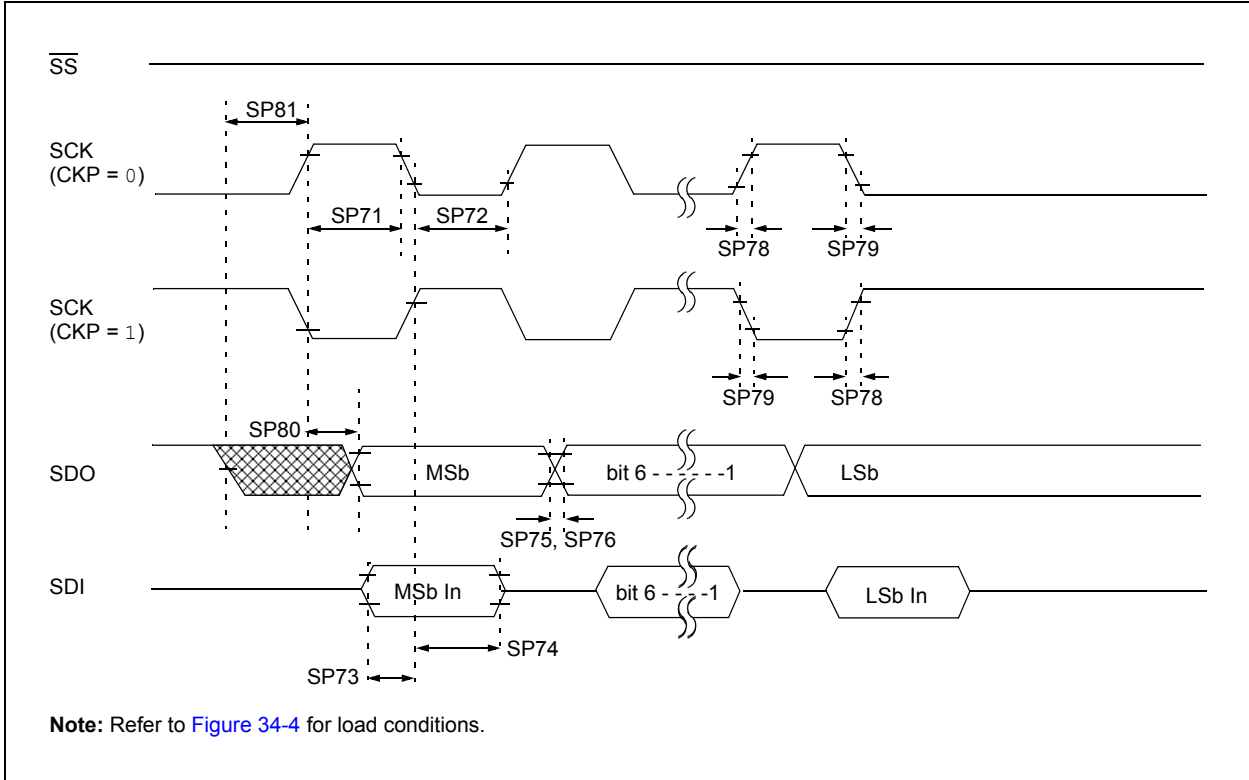 SS
SP81
SCK
(CKP = 0)
SP71
SP72
SP78
SP79
SCK
(CKP = 1)
SP79
SP78
SP80
SDO
MSb
bit 6 - - - - - -1
LSb
SP75, SP76
SDI
MSb In
bit 6 - - - - -1
LSb In
SP74
SP73
Note: Refer to Figure 34-4 for load conditions.